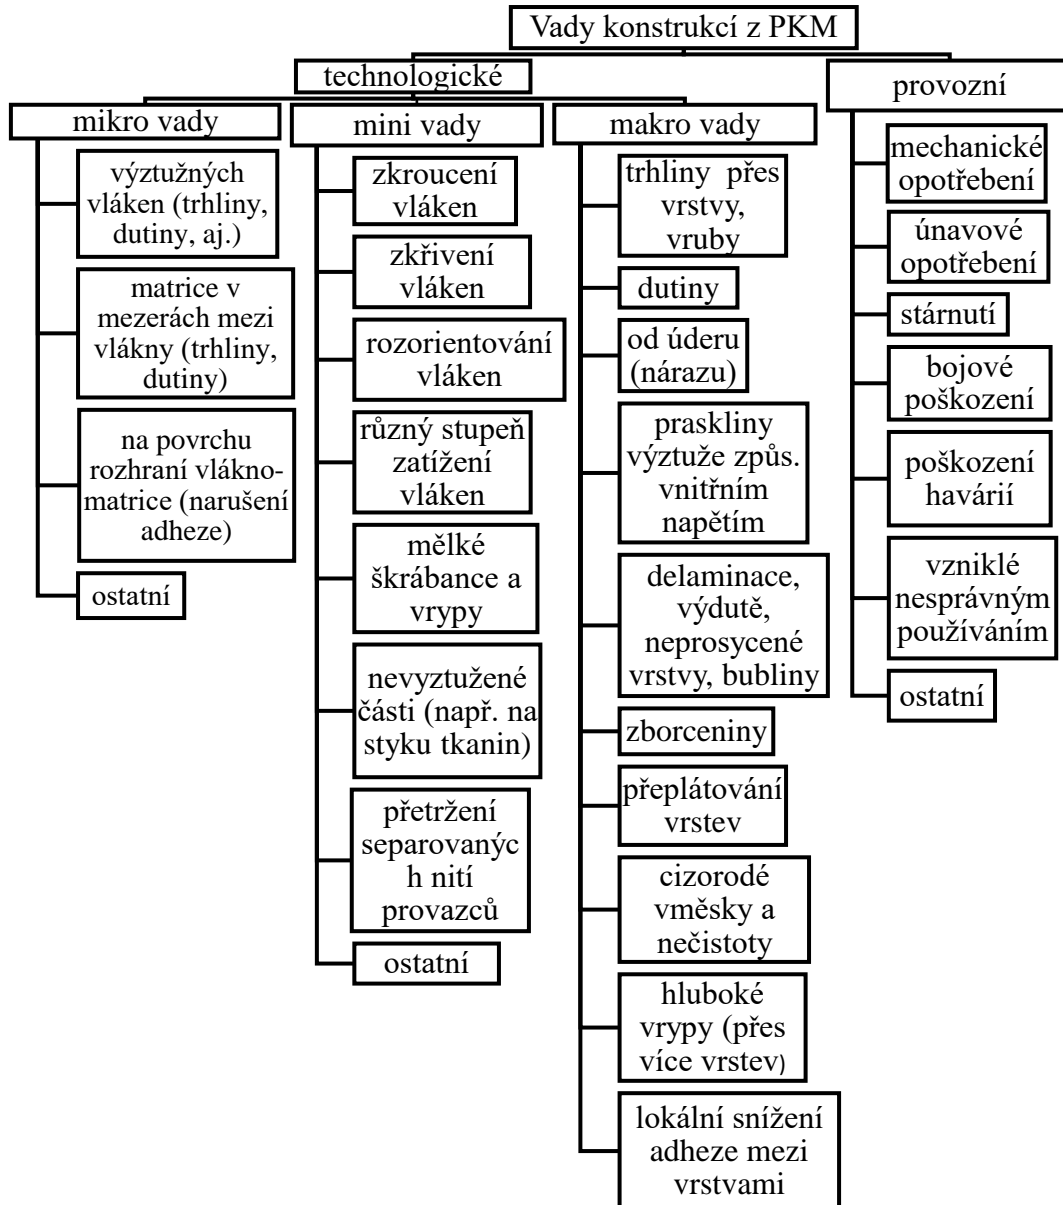 Vady konstrukcí z PKM
technologické
mikro vady
výztužných
vláken (trhliny,
dutiny, aj.)
matrice v
mezerách mezi
vlákny (trhliny,
dutiny)
na povrchu
rozhraní vlákno-
matrice (narušení
adheze)
ostatní
mini vady
zkroucení
vláken
zkřivení
vláken
rozorientování
vláken
různý stupeň
zatížení
vláken
mělké
škrábance a
vrypy
nevyztužené
části (např. na
styku tkanin)
přetržení
separovanýc
h nití
provazců
ostatní
makro vady
trhliny přes
vrstvy,
vruby
dutiny
od úderu
(nárazu)
praskliny
výztuže způs.
vnitřním
napětím
delaminace,
výdutě,
neprosycené
vrstvy, bubliny
zborceniny
přeplátování
vrstev
cizorodé
vměsky a
nečistoty
hluboké
vrypy (přes
více vrstev)
lokální snížení
adheze mezi
vrstvami
provozní
mechanické
opotřebení
únavové
opotřebení
stárnutí
bojové
poškození
poškození
havárií
vzniklé
nesprávným
používáním
ostatní